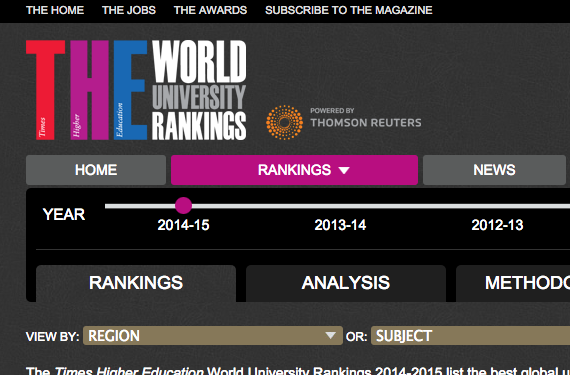 THE HOME THE JOBS THE AWARDS SUBSCRIBE TO THE MAGAZINE
THE
Times Higher Education
WORLD
UNIVERSITY
RANKINGS
POWERED BY
THOMSON REUTERS
HOME RANKINGS NEWS
YEAR
2014-15 2013-14 2012-13
RANKINGS ANALYSIS METHODO
VIEW BY: REGION OR: SUBJECT
The Times Higher Education World University Rankings 2014-2015 list the best global u